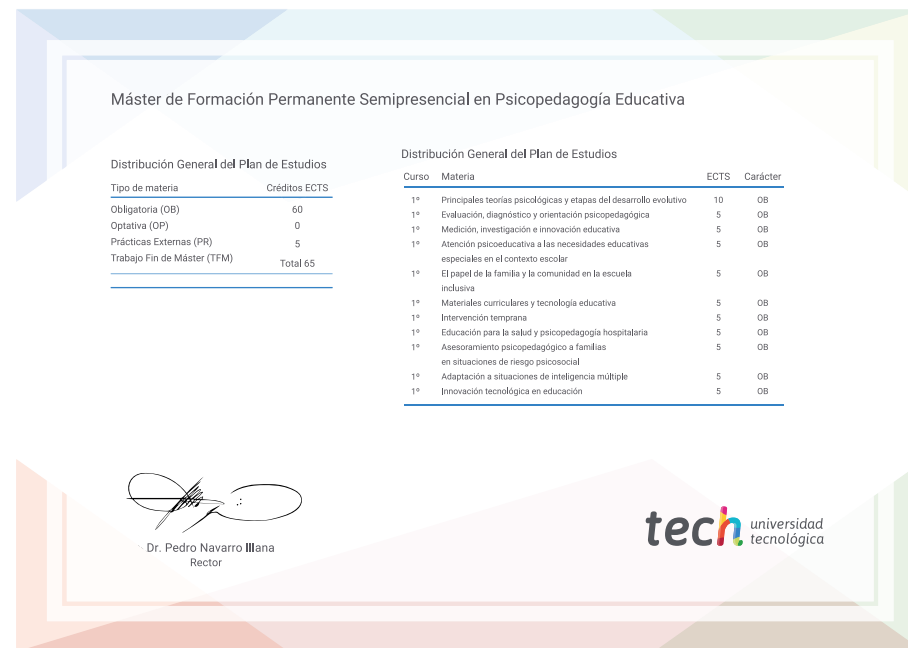 Máster de Formación Permanente Semipresencial en Psicopedagogía Educativa
Distribución General del Plan de Estudios
Tipo de materia Créditos ECTS
Obligatoria (OB) 60
Optativa (OP) 0
Prácticas Externas (PR) 5
Trabajo Fin de Máster (TFM)
Total 65
Distribución General del Plan de Estudios
Curso Materia ECTS Carácter
1º Principales teorías psicológicas y etapas del desarrollo evolutivo 10 OB
1º Evaluación, diagnóstico y orientación psicopedagógica 5 OB
1º Medición, investigación e innovación educativa 5 OB
1º Atención psicoeducativa a las necesidades educativas 5 OB
especiales en el contexto escolar
1º El papel de la familia y la comunidad en la escuela 5 OB
inclusiva
1º Materiales curriculares y tecnología educativa 5 OB
1º Intervención temprana 5 OB
1º Educación para la salud y psicopedagogía hospitalaria 5 OB
1º Asesoramiento psicopedagógico a familias 5 OB
en situaciones de riesgo psicosocial
1º Adaptación a situaciones de inteligencia múltiple 5 OB
1º Innovación tecnológica en educación 5 OB
Dr. Pedro Navarro Illana
Rector
tech universidad
tecnológica